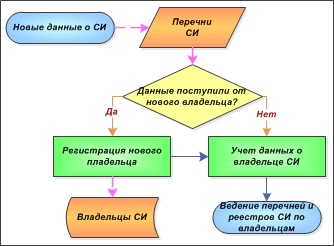 Новые данные о СИ
Перечни
СИ
Данные поступили от
нового владельца?
Да
Нет
Регистрация нового
пладельца
Учет данных о
владельце СИ
Владельцы СИ
Ведение перечней и
реестров СИ по
владельцам